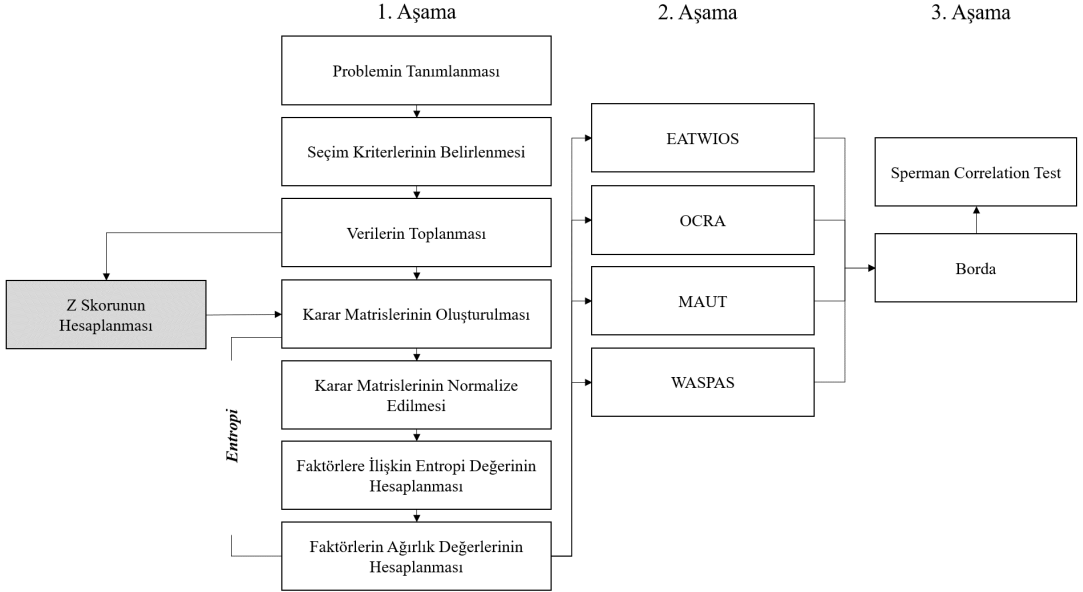 1. Aşama
2. Aşama
3. Aşama
Problemin Tanımlanması
Seçim Kriterlerinin Belirlenmesi
Verilerin Toplanması
Z Skorunun
Hesaplanması
Karar Matrislerinin Oluşturulması
Karar Matrislerinin Normalize
Edilmesi
Entropi
Faktörlere İlişkin Entropi Değerinin
Hesaplanması
Faktörlerin Ağırlık Değerlerinin
Hesaplanması
EATWIOS
OCRA
MAUT
WASPAS
Sperman Correlation Test
Borda